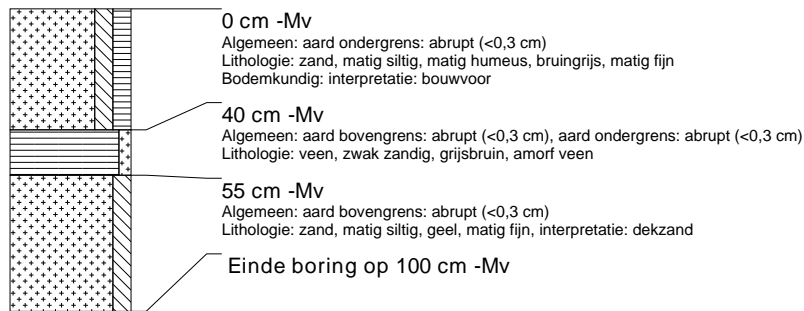 0 cm -Mv
Algemeen: aard ondergrens: abrupt (<0,3 cm)
Lithologie: zand, matig siltig, matig humeus, bruingrijs, matig fijn
Bodemkundig: interpretatie: bouwvoor
40 cm -Mv
Algemeen: aard bovengrens: abrupt (<0,3 cm), aard ondergrens: abrupt (<0,3 cm)
Lithologie: veen, zwak zandig, grijsbruin, amorf veen
55 cm -Mv
Algemeen: aard bovengrens: abrupt (<0,3 cm)
Lithologie: zand, matig siltig, geel, matig fijn, interpretatie: dekzand
Einde boring op 100 cm -Mv